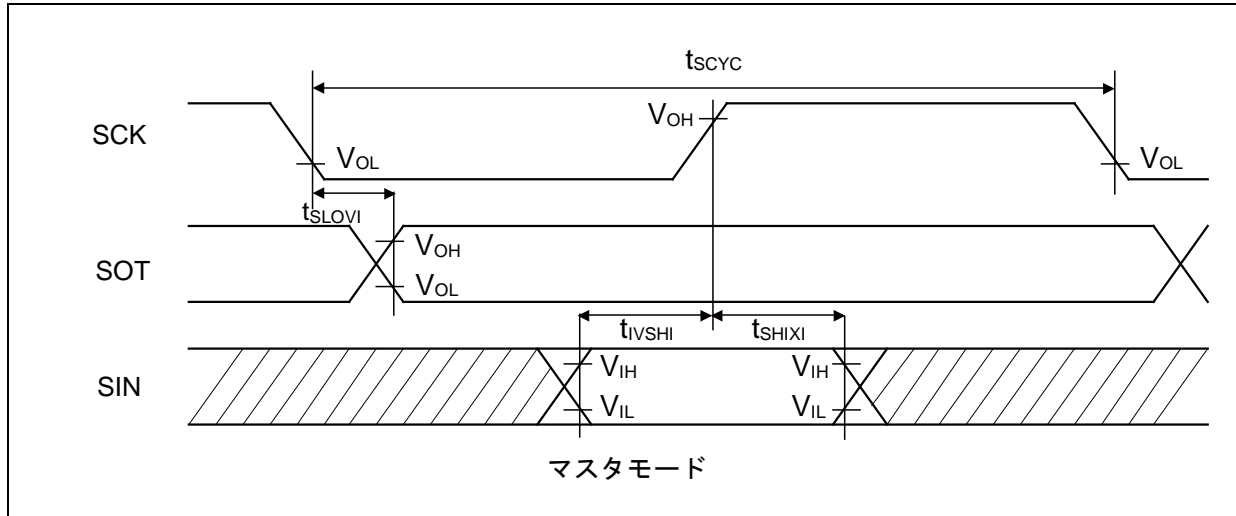 tSCYC
SCK
VOH
VOL
VOL
tSLOVI
SOT
VOH
VOL
tIVSHI
tSHIXI
SIN
VIH
VIH
VIL
VIL
マスタモード